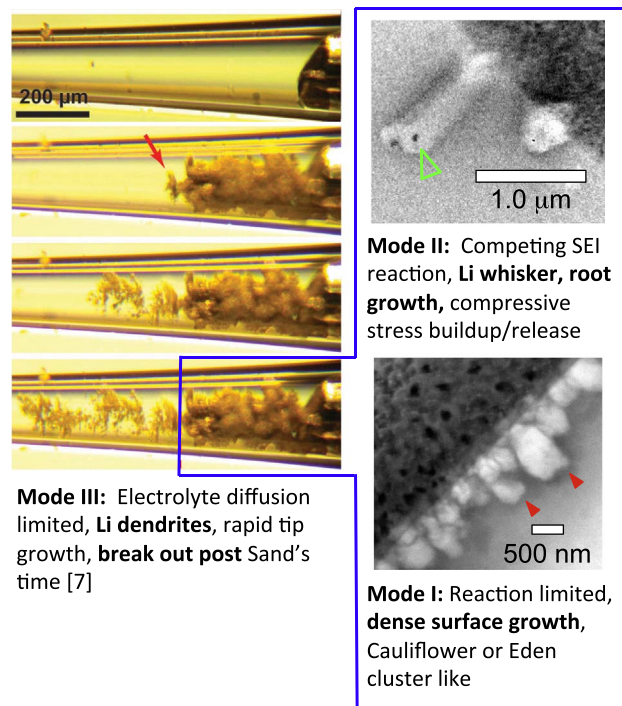 200 µm
Mode III: Electrolyte diffusion
limited, Li dendrites, rapid tip
growth, break out post Sand's
time [7]
1.0 µm
Mode II: Competing SEI
reaction, Li whisker, root
growth, compressive
stress buildup/release
500 nm
Mode I: Reaction limited,
dense surface growth,
Cauliflower or Eden
cluster like